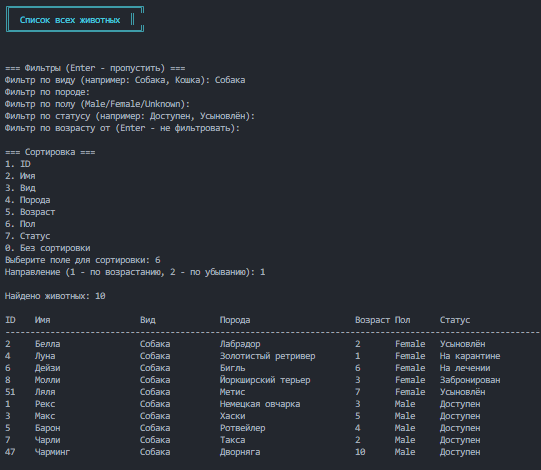 Список всех животных
=== Фильтры (Enter - пропустить) ===
Фильтр по виду (например: Собака, Кошка): Собака
Фильтр по породе:
Фильтр по полу (Male/Female/Unknown):
Фильтр по статусу (например: Доступен, Усыновлён):
Фильтр по возрасту от (Enter - не фильтровать):
=== Сортировка ===
1. ID
2. Имя
3. Вид
4. Порода
5. Возраст
6. Пол
7. Статус
0. Без сортировки
Выберите поле для сортировки: 6
Направление (1 - по возрастанию, 2 - по убыванию): 1
Найдено животных: 10
ID Имя Вид Порода Возраст Пол Статус
2 Белла Собака Лабрадор 2 Female Усыновлён
4 Луна Собака Золотистый ретривер 1 Female На карантине
6 Дейзи Собака Бигль 6 Female На лечении
8 Молли Собака Йоркширский терьер 3 Female Забронирован
51 Ляля Собака Метис 7 Female Усыновлён
1 Рекс Собака Немецкая овчарка 3 Male Доступен
3 Макс Собака Хаски 5 Male Доступен
5 Барон Собака Ротвейлер 4 Male Доступен
7 Чарли Собака Такса 2 Male Доступен
47 Чарминг Собака Дворняга 10 Male Доступен